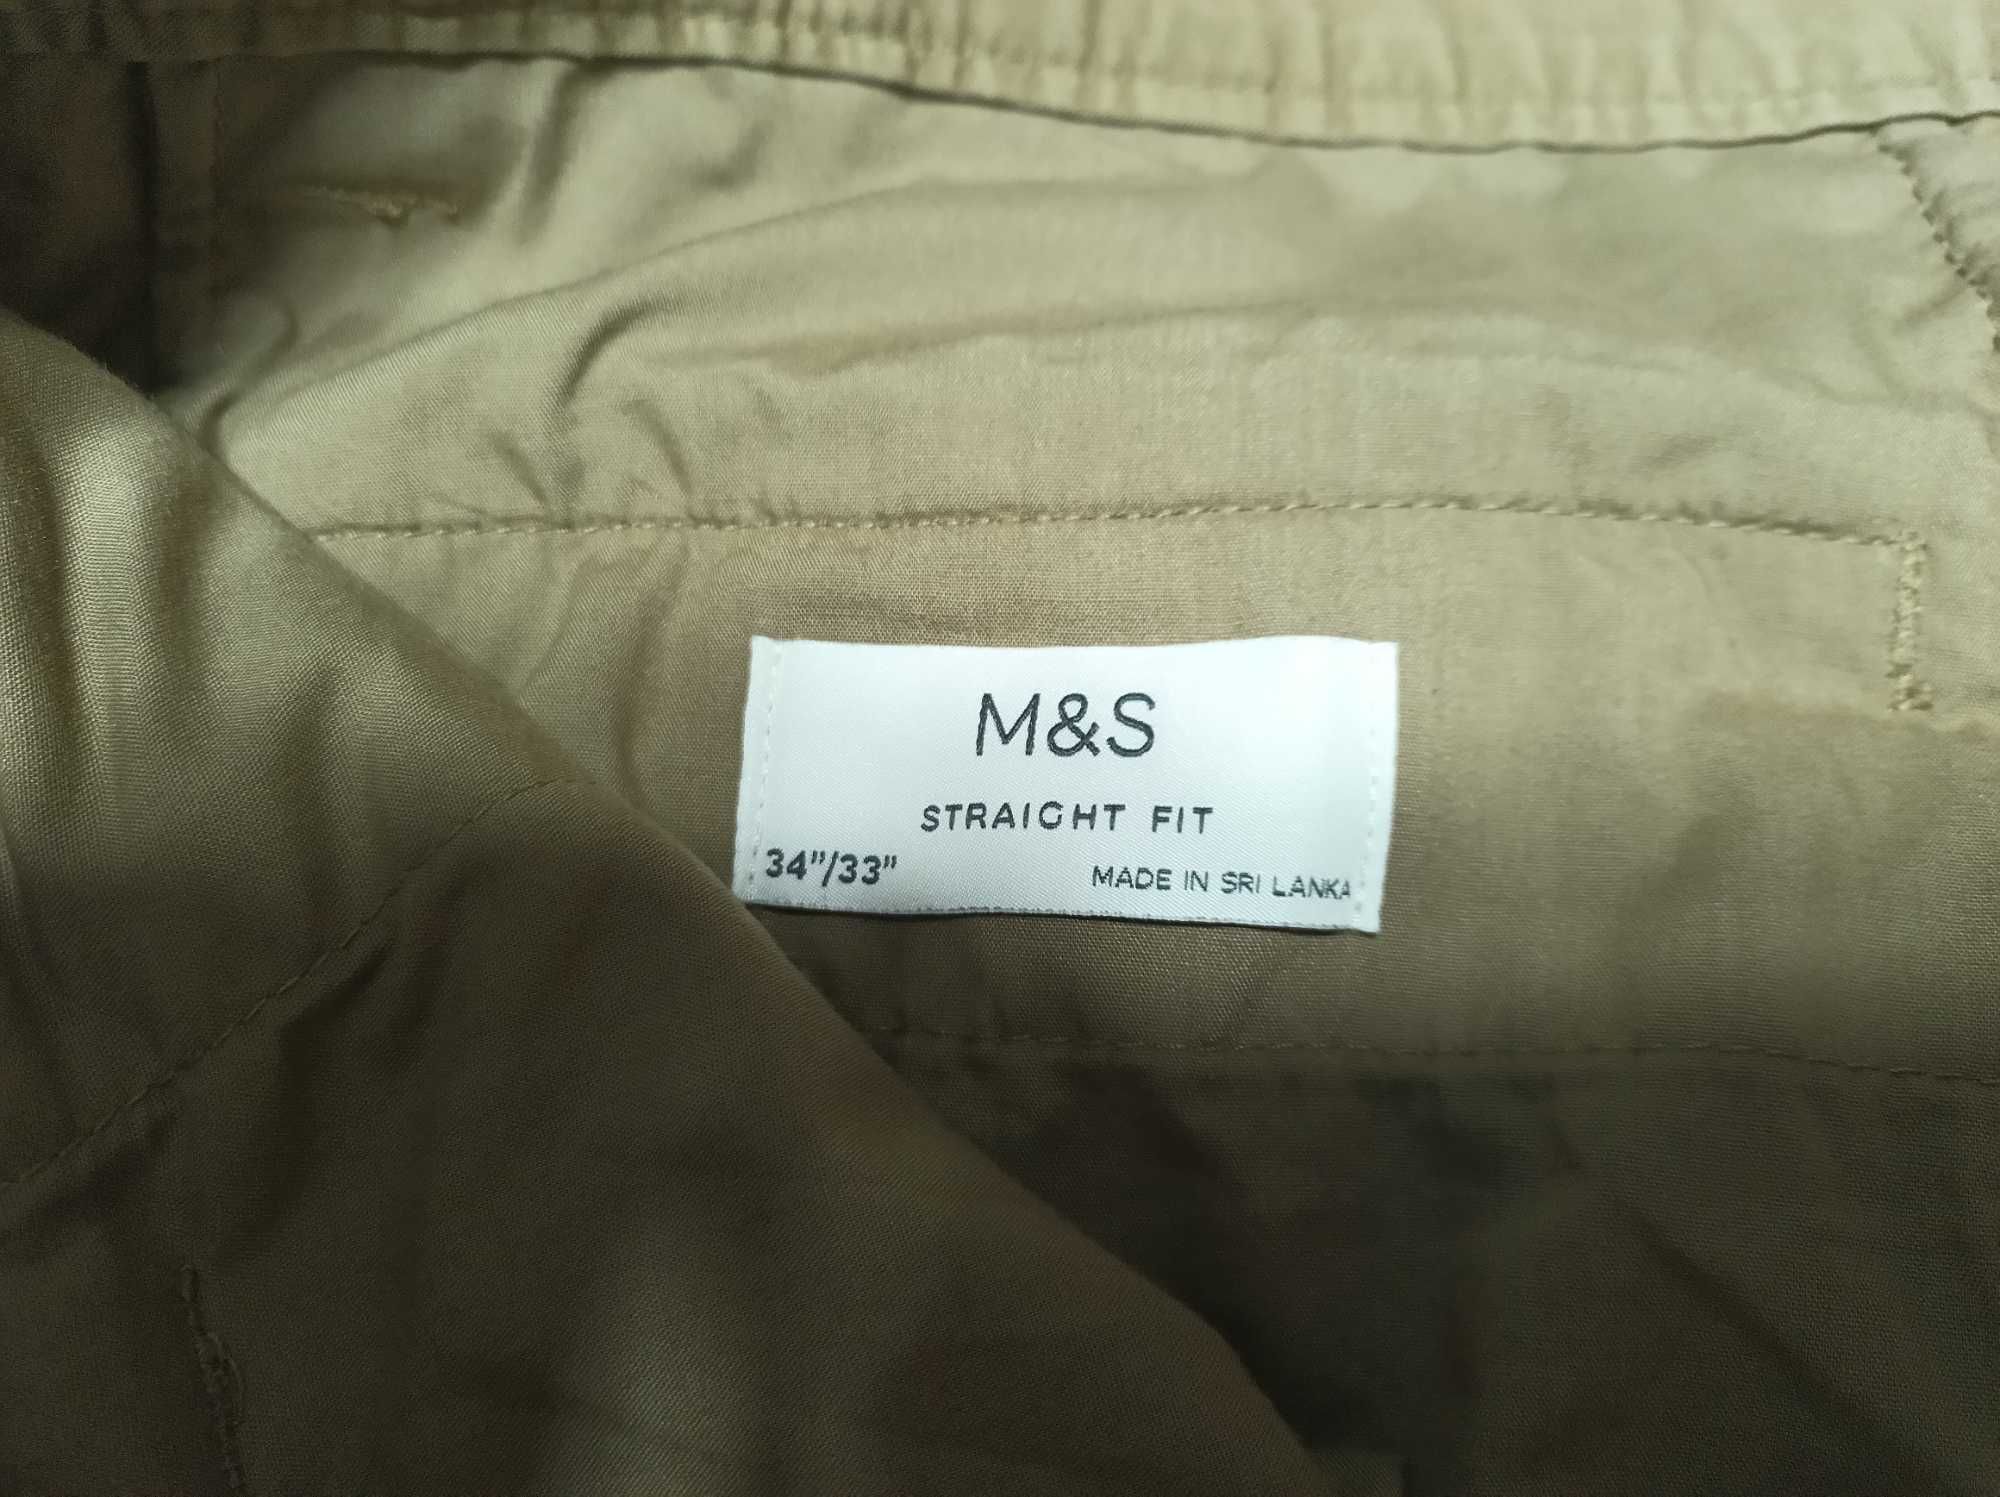 M&S
STRAIGHT FIT
34"/33"
MADE IN SRI LANKA